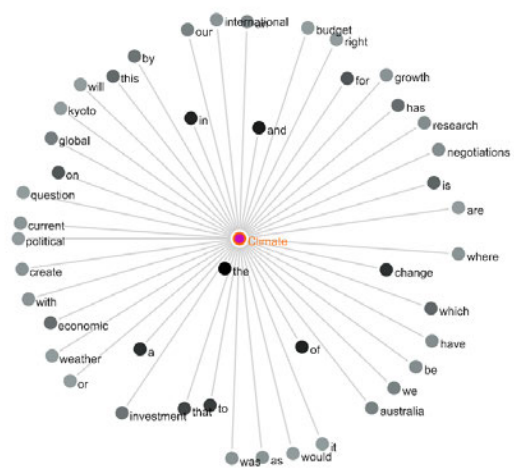 international
our
an
budget
right
by
this
for
growth
will
has
kyoto
in
and
research
global
negotiations
on
is
question
are
current
political
Climate
where
create
the
change
with
which
economic
have
weather
a
of
be
or
we
investment
that
to
australia
it
was
as
would